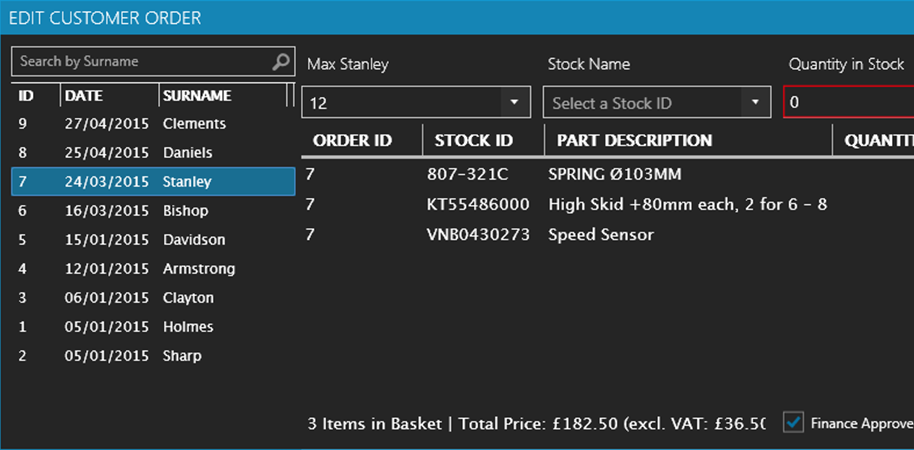 EDIT CUSTOMER ORDER
Search by Surname
ID DATE SURNAME
9 27/04/2015 Clements
8 25/04/2015 Daniels
7 24/03/2015 Stanley
6 16/03/2015 Bishop
5 15/01/2015 Davidson
4 12/01/2015 Armstrong
3 06/01/2015 Clayton
1 05/01/2015 Holmes
2 05/01/2015 Sharp
Max Stanley Stock Name Quantity in Stock
12 Select a Stock ID 0
ORDER ID STOCK ID PART DESCRIPTION QUANTI
7 807-321C SPRING Ø103MM
7 KT55486000 High Skid +80mm each, 2 for 6 - 8
7 VNB0430273 Speed Sensor
3 Items in Basket | Total Price: £182.50 (excl. VAT: £36.50 Finance Approve